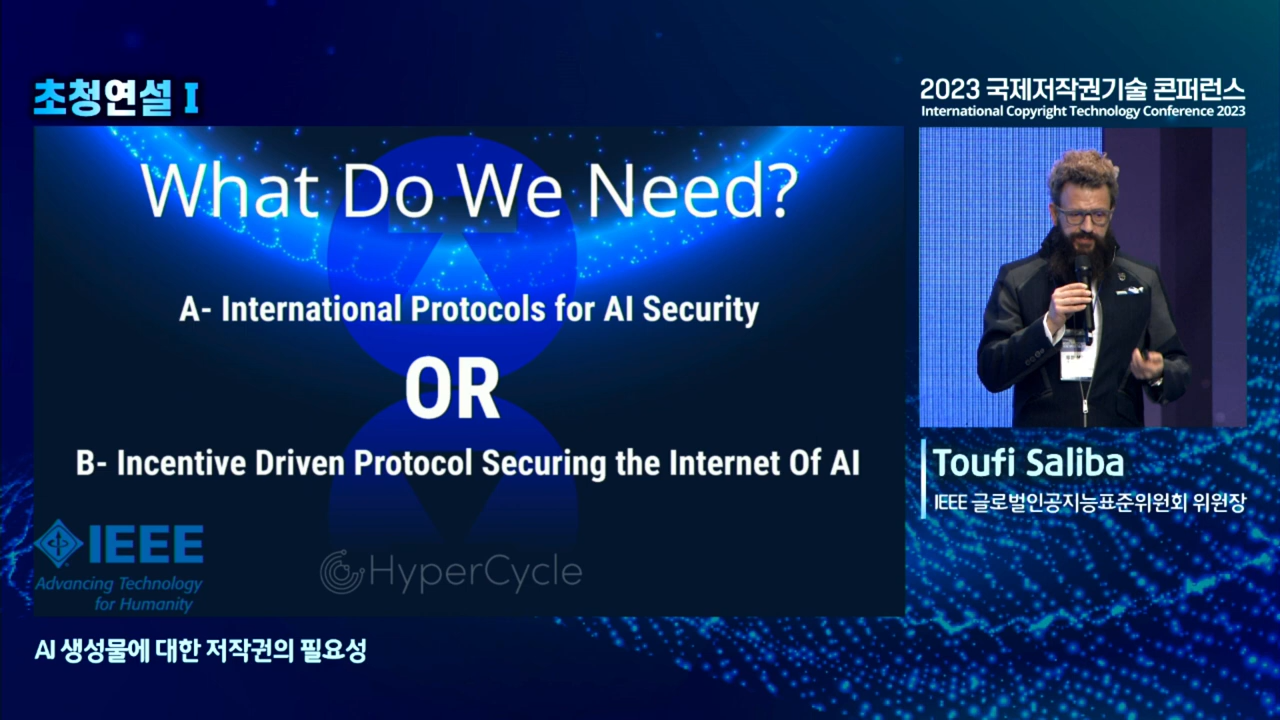 초청연설 I
2023 국제저작권기술 콘퍼런스
International Copyright Technology Conference 2023
What Do We Need?
A- International Protocols for AI Security
OR
B- Incentive Driven Protocol Securing the Internet Of AI
IEEE
Advancing Technology
for Humanity
HyperCycle
Toufi Saliba
IEEE 글로벌인공지능표준위원회 위원장
AI 생성물에 대한 저작권의 필요성